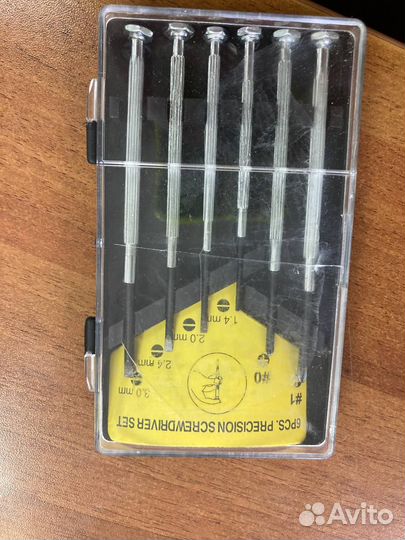 6PCS. PRECISION SCREWDRIVER SET
#1
#0
1.4 mm
2.0 mm
2.4 mm
3.0 mm
Avito